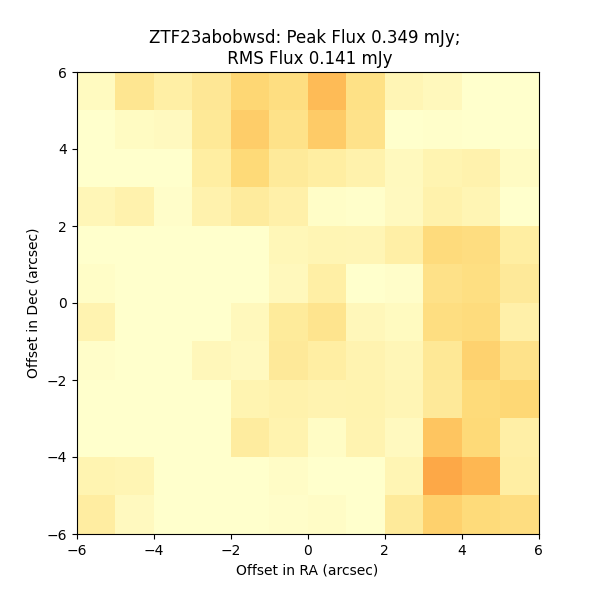 ZTF23abobwsd: Peak Flux 0.349 mJy;
RMS Flux 0.141 mJy
6
4
2
0
−2
−4
−6
Offset in Dec (arcsec)
−6 −4 −2 0 2 4 6
Offset in RA (arcsec)